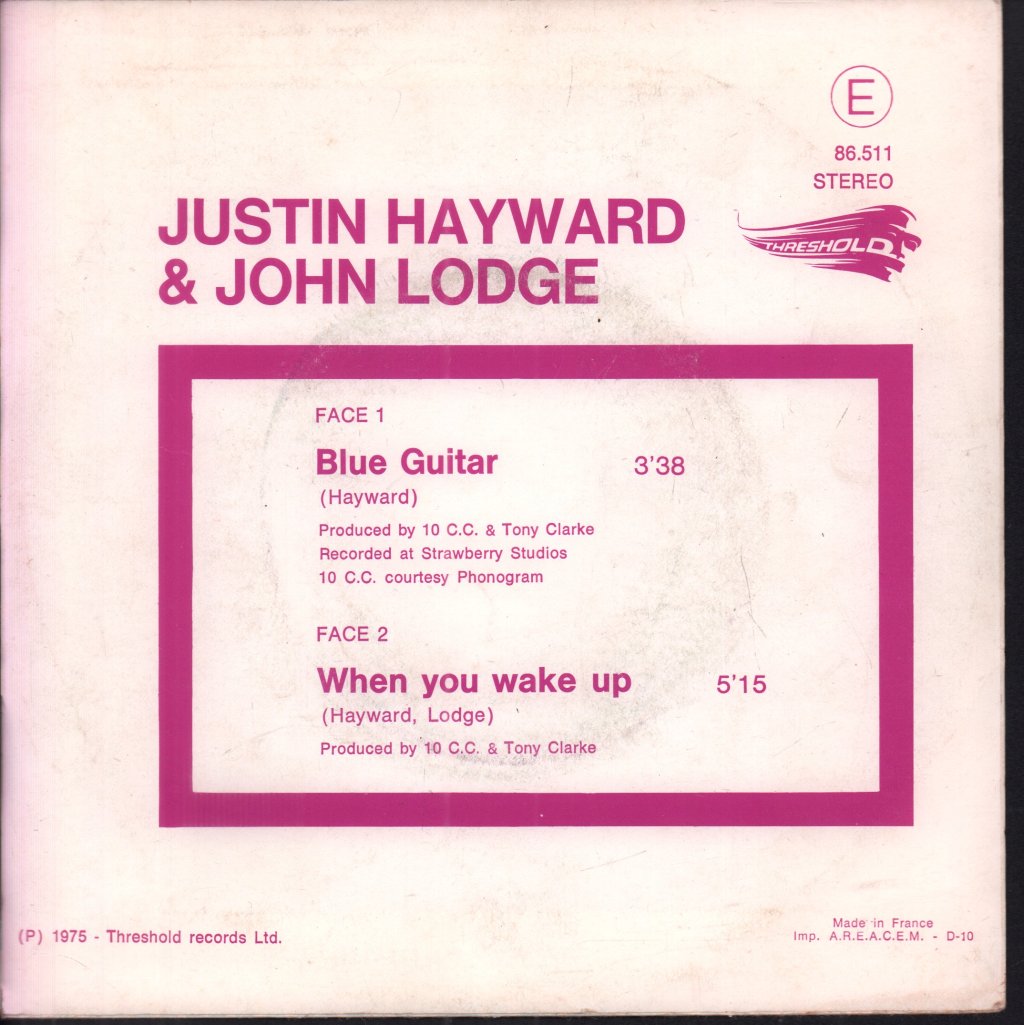 E
86.511
STEREO
THRESHOLD
JUSTIN HAYWARD
& JOHN LODGE
FACE 1
Blue Guitar 3'38
(Hayward)
Produced by 10 C.C. & Tony Clarke
Recorded at Strawberry Studios
10 C.C. courtesy Phonogram
FACE 2
When you wake up 5'15
(Hayward, Lodge)
Produced by 10 C.C. & Tony Clarke
(P) 1975 - Threshold records Ltd.
Made in France
Imp. A.R.E.A.C.E.M. - D-10